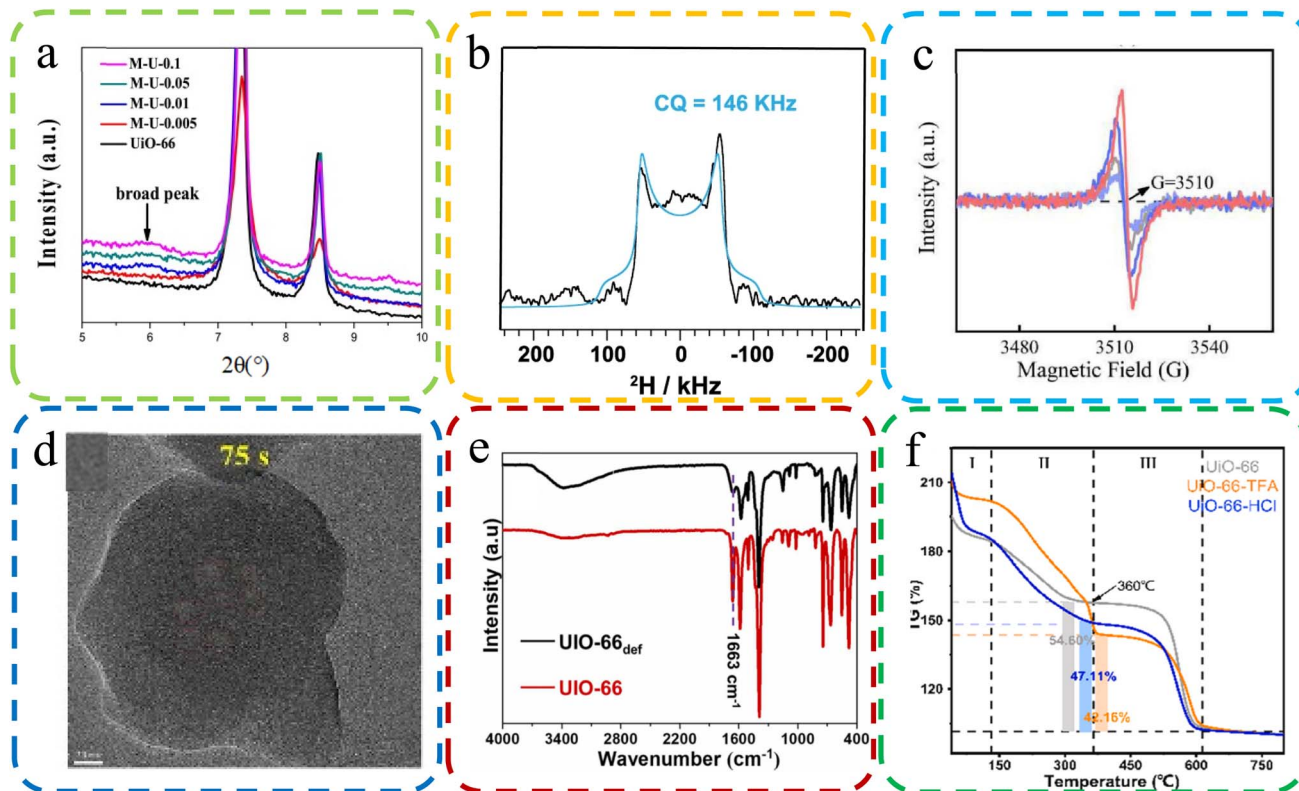 a
M-U-0.1
M-U-0.05
M-U-0.01
M-U-0.005
UiO-66
broad peak
Intensity (a.u.)
5 6 7 8 9 10
2θ(°)
b
CQ = 146 KHz
200 100 0 -100 -200
²H / kHz
c
G=3510
Intensity (a.u.)
3480 3510 3540
Magnetic Field (G)
d
75 s
e
Intensity (a.u)
UIO-66def
UIO-66
1663 cm⁻¹
4000 3400 2800 2200 1600 1000 400
Wavenumber (cm⁻¹)
f
I II III
UiO-66
UiO-66-TFA
UiO-66-HCl
210
180
150
120
360℃
54.60%
47.11%
42.16%
150 300 450 600 750
Temperature (℃)